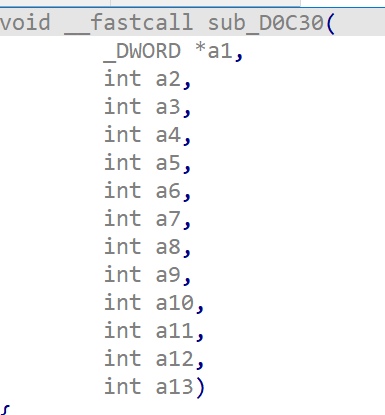 void __fastcall sub_D0C30(
_DWORD *a1,
int a2,
int a3,
int a4,
int a5,
int a6,
int a7,
int a8,
int a9,
int a10,
int a11,
int a12,
int a13)
{